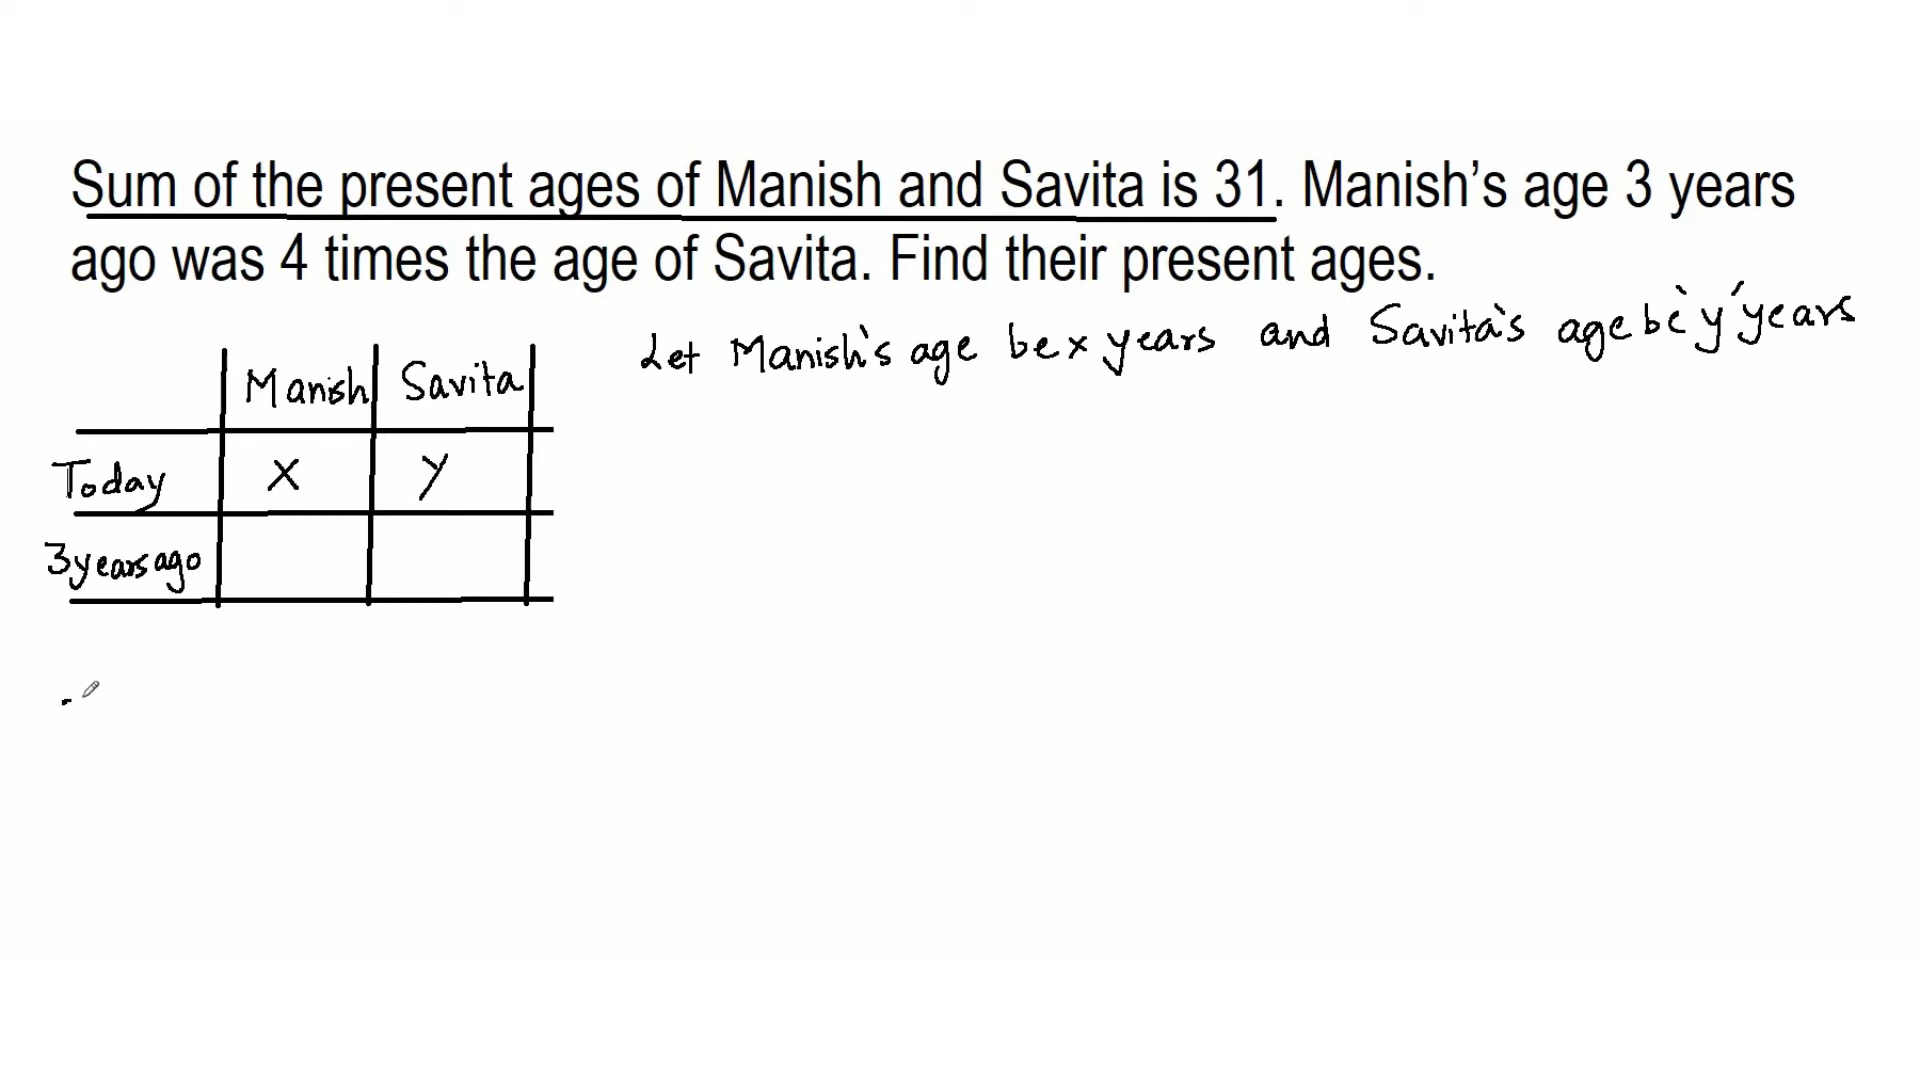 Sum of the present ages of Manish and Savita is 31. Manish’s age 3 years
ago was 4 times the age of Savita. Find their present ages.
Let Manish's age be x years and Savita's age be 'y' years
Manish Savita
Today x y
3 years ago